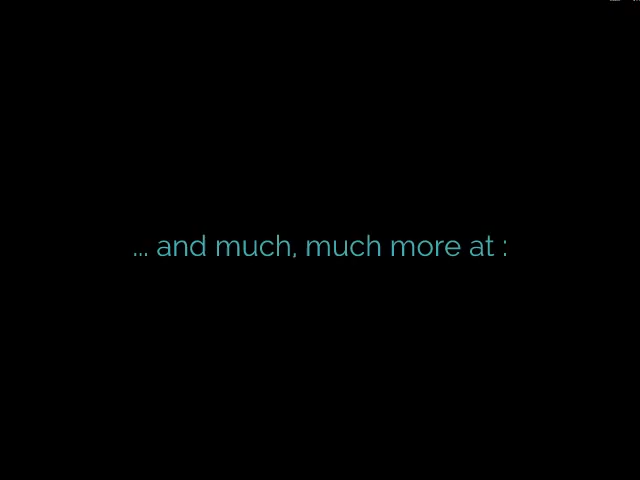 ... and much, much more at :